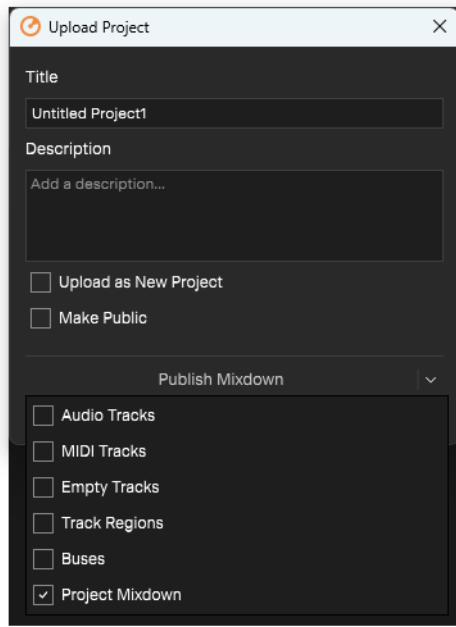 Upload Project
Title
Untitled Project1
Description
Add a description...
Upload as New Project
Make Public
Publish Mixdown
Audio Tracks
MIDI Tracks
Empty Tracks
Track Regions
Buses
Project Mixdown